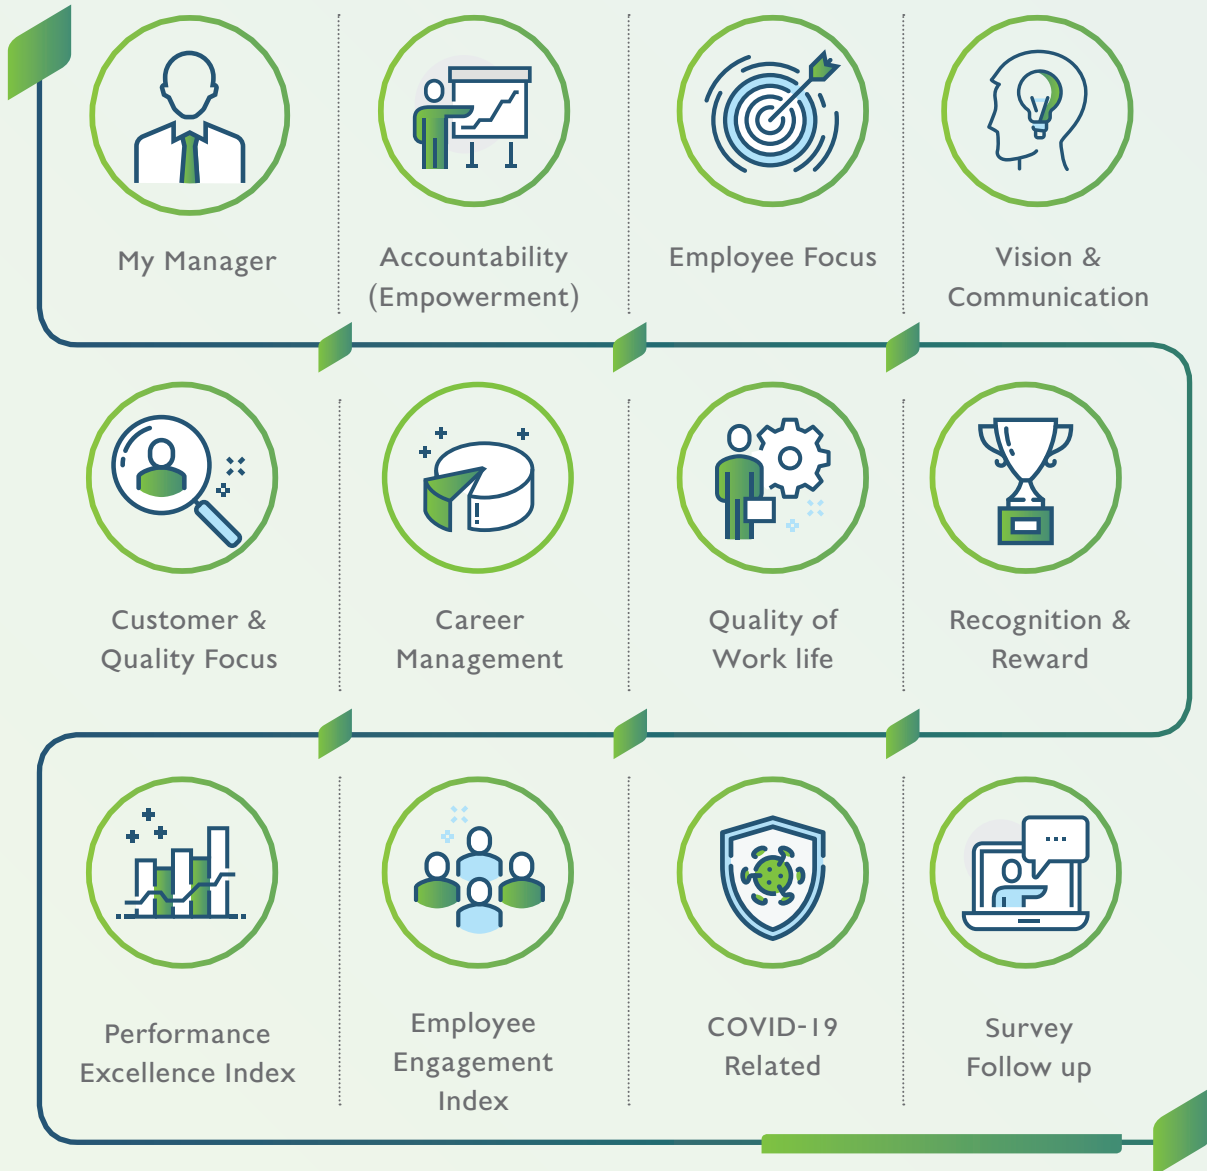 My Manager
Accountability
(Empowerment)
Employee Focus
Vision &
Communication
Customer &
Quality Focus
Career
Management
Quality of
Work life
Recognition &
Reward
Performance
Excellence Index
Employee
Engagement
Index
COVID-19
Related
Survey
Follow up